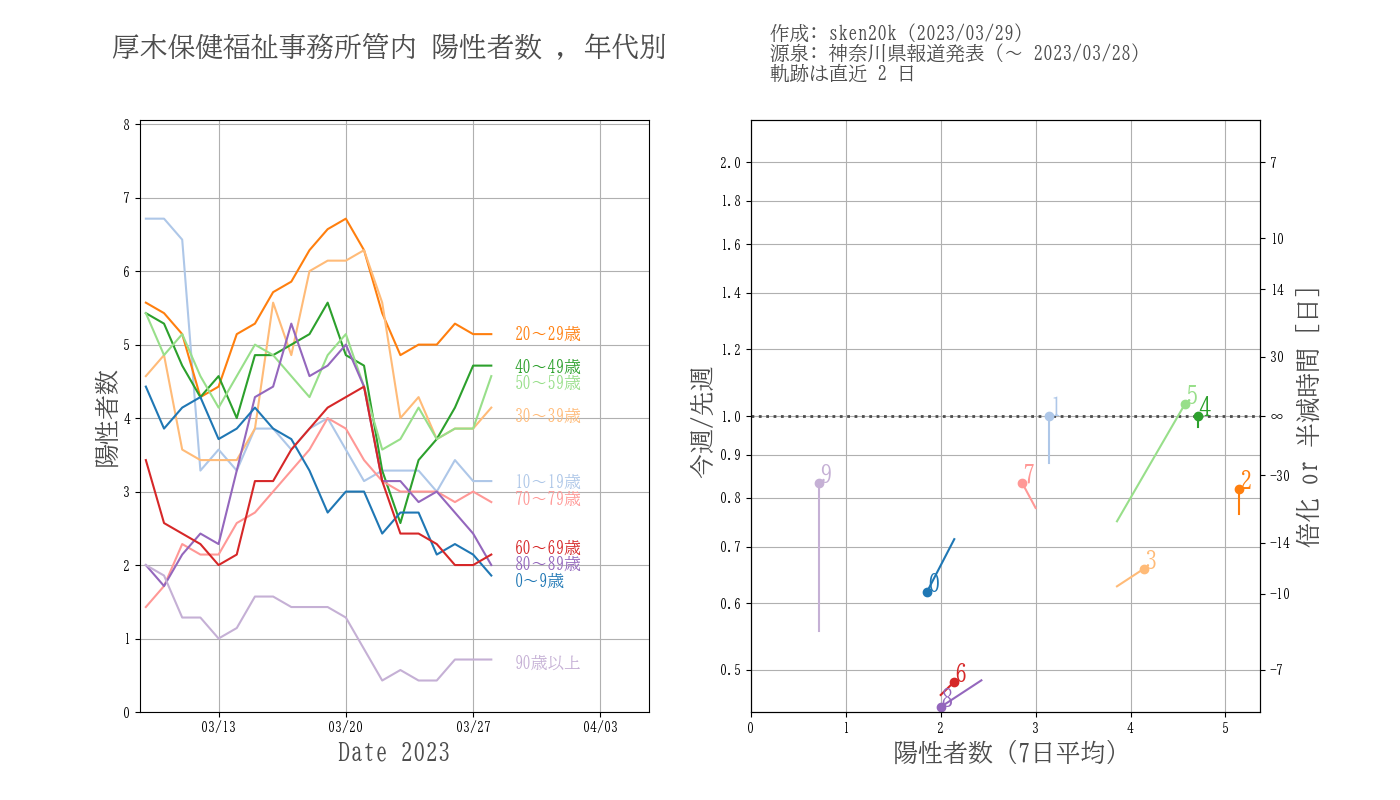 厚木保健福祉事務所管内 陽性者数 , 年代別
作成: sken20k (2023/03/29)
源泉: 神奈川県報道発表 (～ 2023/03/28)
軌跡は直近 2 日
陽性者数
8
7
6
5
4
3
2
1
0
20～29歳
40～49歳
50～59歳
30～39歳
10～19歳
70～79歳
60～69歳
80～89歳
0～9歳
90歳以上
03/13
03/20
03/27
04/03
Date 2023
今週/先週
2.0
1.8
1.6
1.4
1.2
1.0
0.9
0.8
0.7
0.6
0.5
1
5
4
9
7
2
3
0
6
8
0
1
2
3
4
5
陽性者数 (7日平均)
7
10
14
30
∞
−30
−14
−10
−7
倍化 or 半減時間 [日]